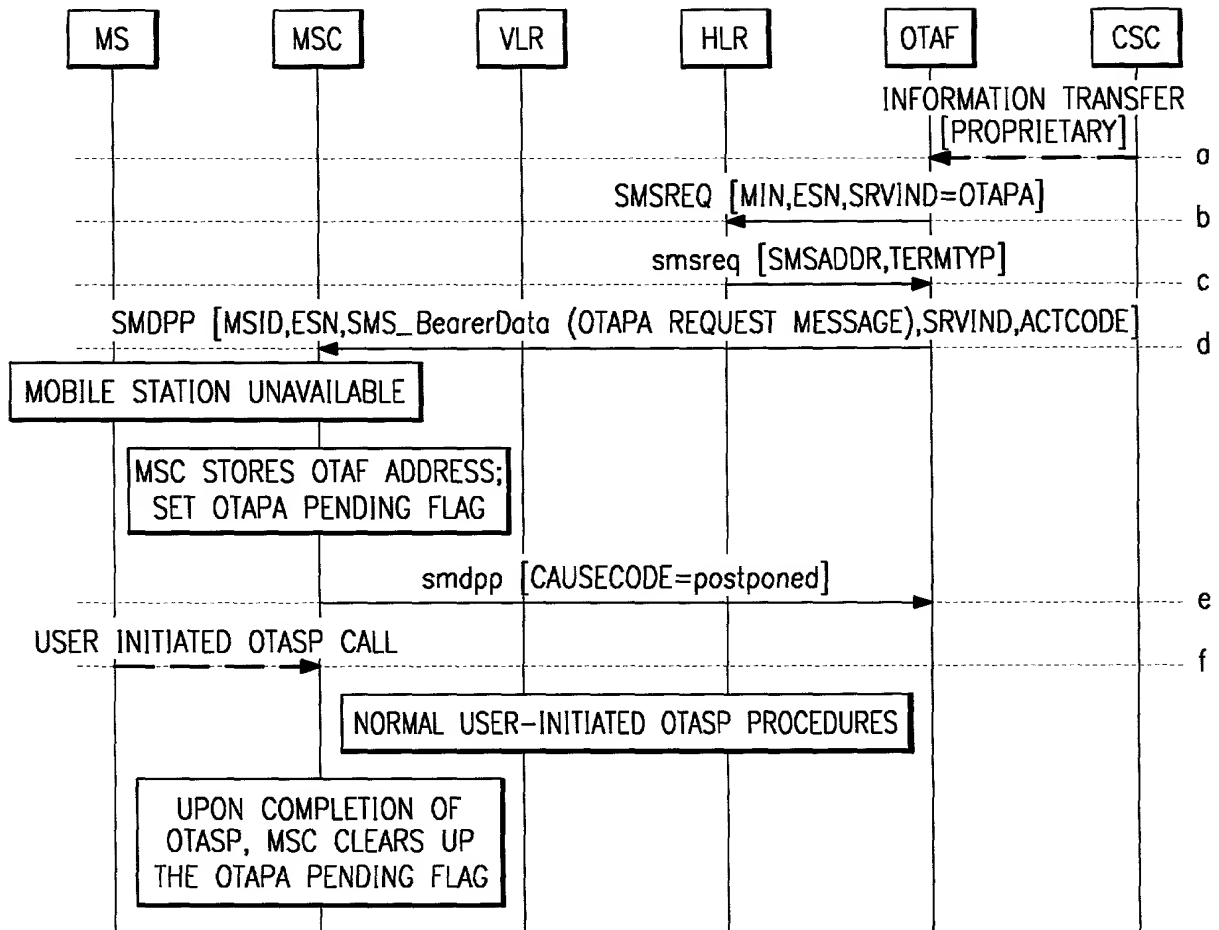 MS MSC VLR HLR OTAF CSC
INFORMATION TRANSFER
[PROPRIETARY]
a
SMSREQ [MIN,ESN,SRVIND=OTAPA]
b
smsreq [SMSADDR,TERMTYP]
c
SMDPP [MSID,ESN,SMS_BearerData (OTAPA REQUEST MESSAGE),SRVIND,ACTCODE]
d
MOBILE STATION UNAVAILABLE
MSC STORES OTAF ADDRESS;
SET OTAPA PENDING FLAG
smdpp [CAUSECODE=postponed]
e
USER INITIATED OTASP CALL
f
NORMAL USER-INITIATED OTASP PROCEDURES
UPON COMPLETION OF
OTASP, MSC CLEARS UP
THE OTAPA PENDING FLAG